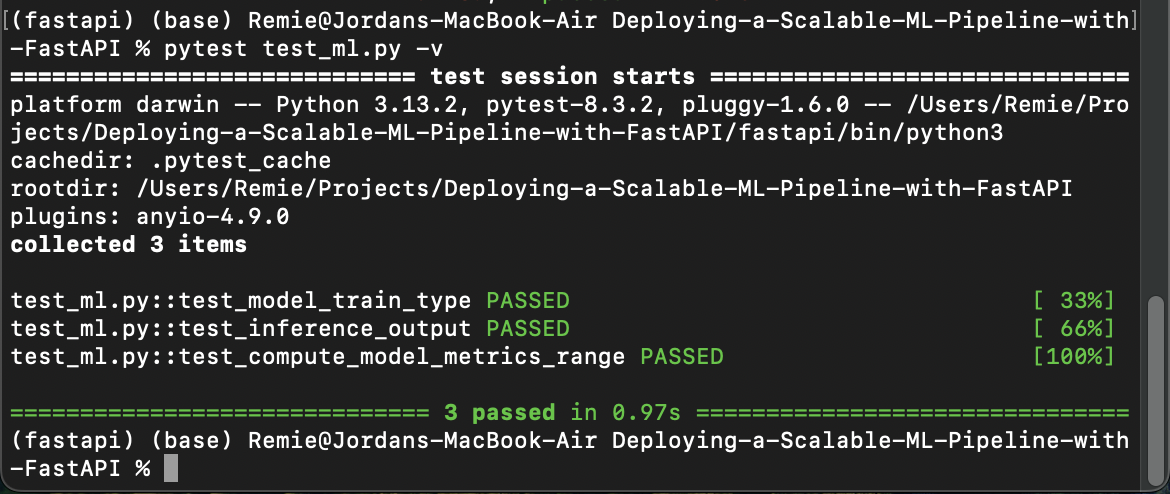 [(fastapi) (base) Remie@Jordans-MacBook-Air Deploying-a-Scalable-ML-Pipeline-with]
-FastAPI % pytest test_ml.py -v
============================= test session starts ==============================
platform darwin -- Python 3.13.2, pytest-8.3.2, pluggy-1.6.0 -- /Users/Remie/Pro
jects/Deploying-a-Scalable-ML-Pipeline-with-FastAPI/fastapi/bin/python3
cachedir: .pytest_cache
rootdir: /Users/Remie/Projects/Deploying-a-Scalable-ML-Pipeline-with-FastAPI
plugins: anyio-4.9.0
collected 3 items
test_ml.py::test_model_train_type PASSED [ 33%]
test_ml.py::test_inference_output PASSED [ 66%]
test_ml.py::test_compute_model_metrics_range PASSED [100%]
============================== 3 passed in 0.97s ===============================
(fastapi) (base) Remie@Jordans-MacBook-Air Deploying-a-Scalable-ML-Pipeline-with
-FastAPI %